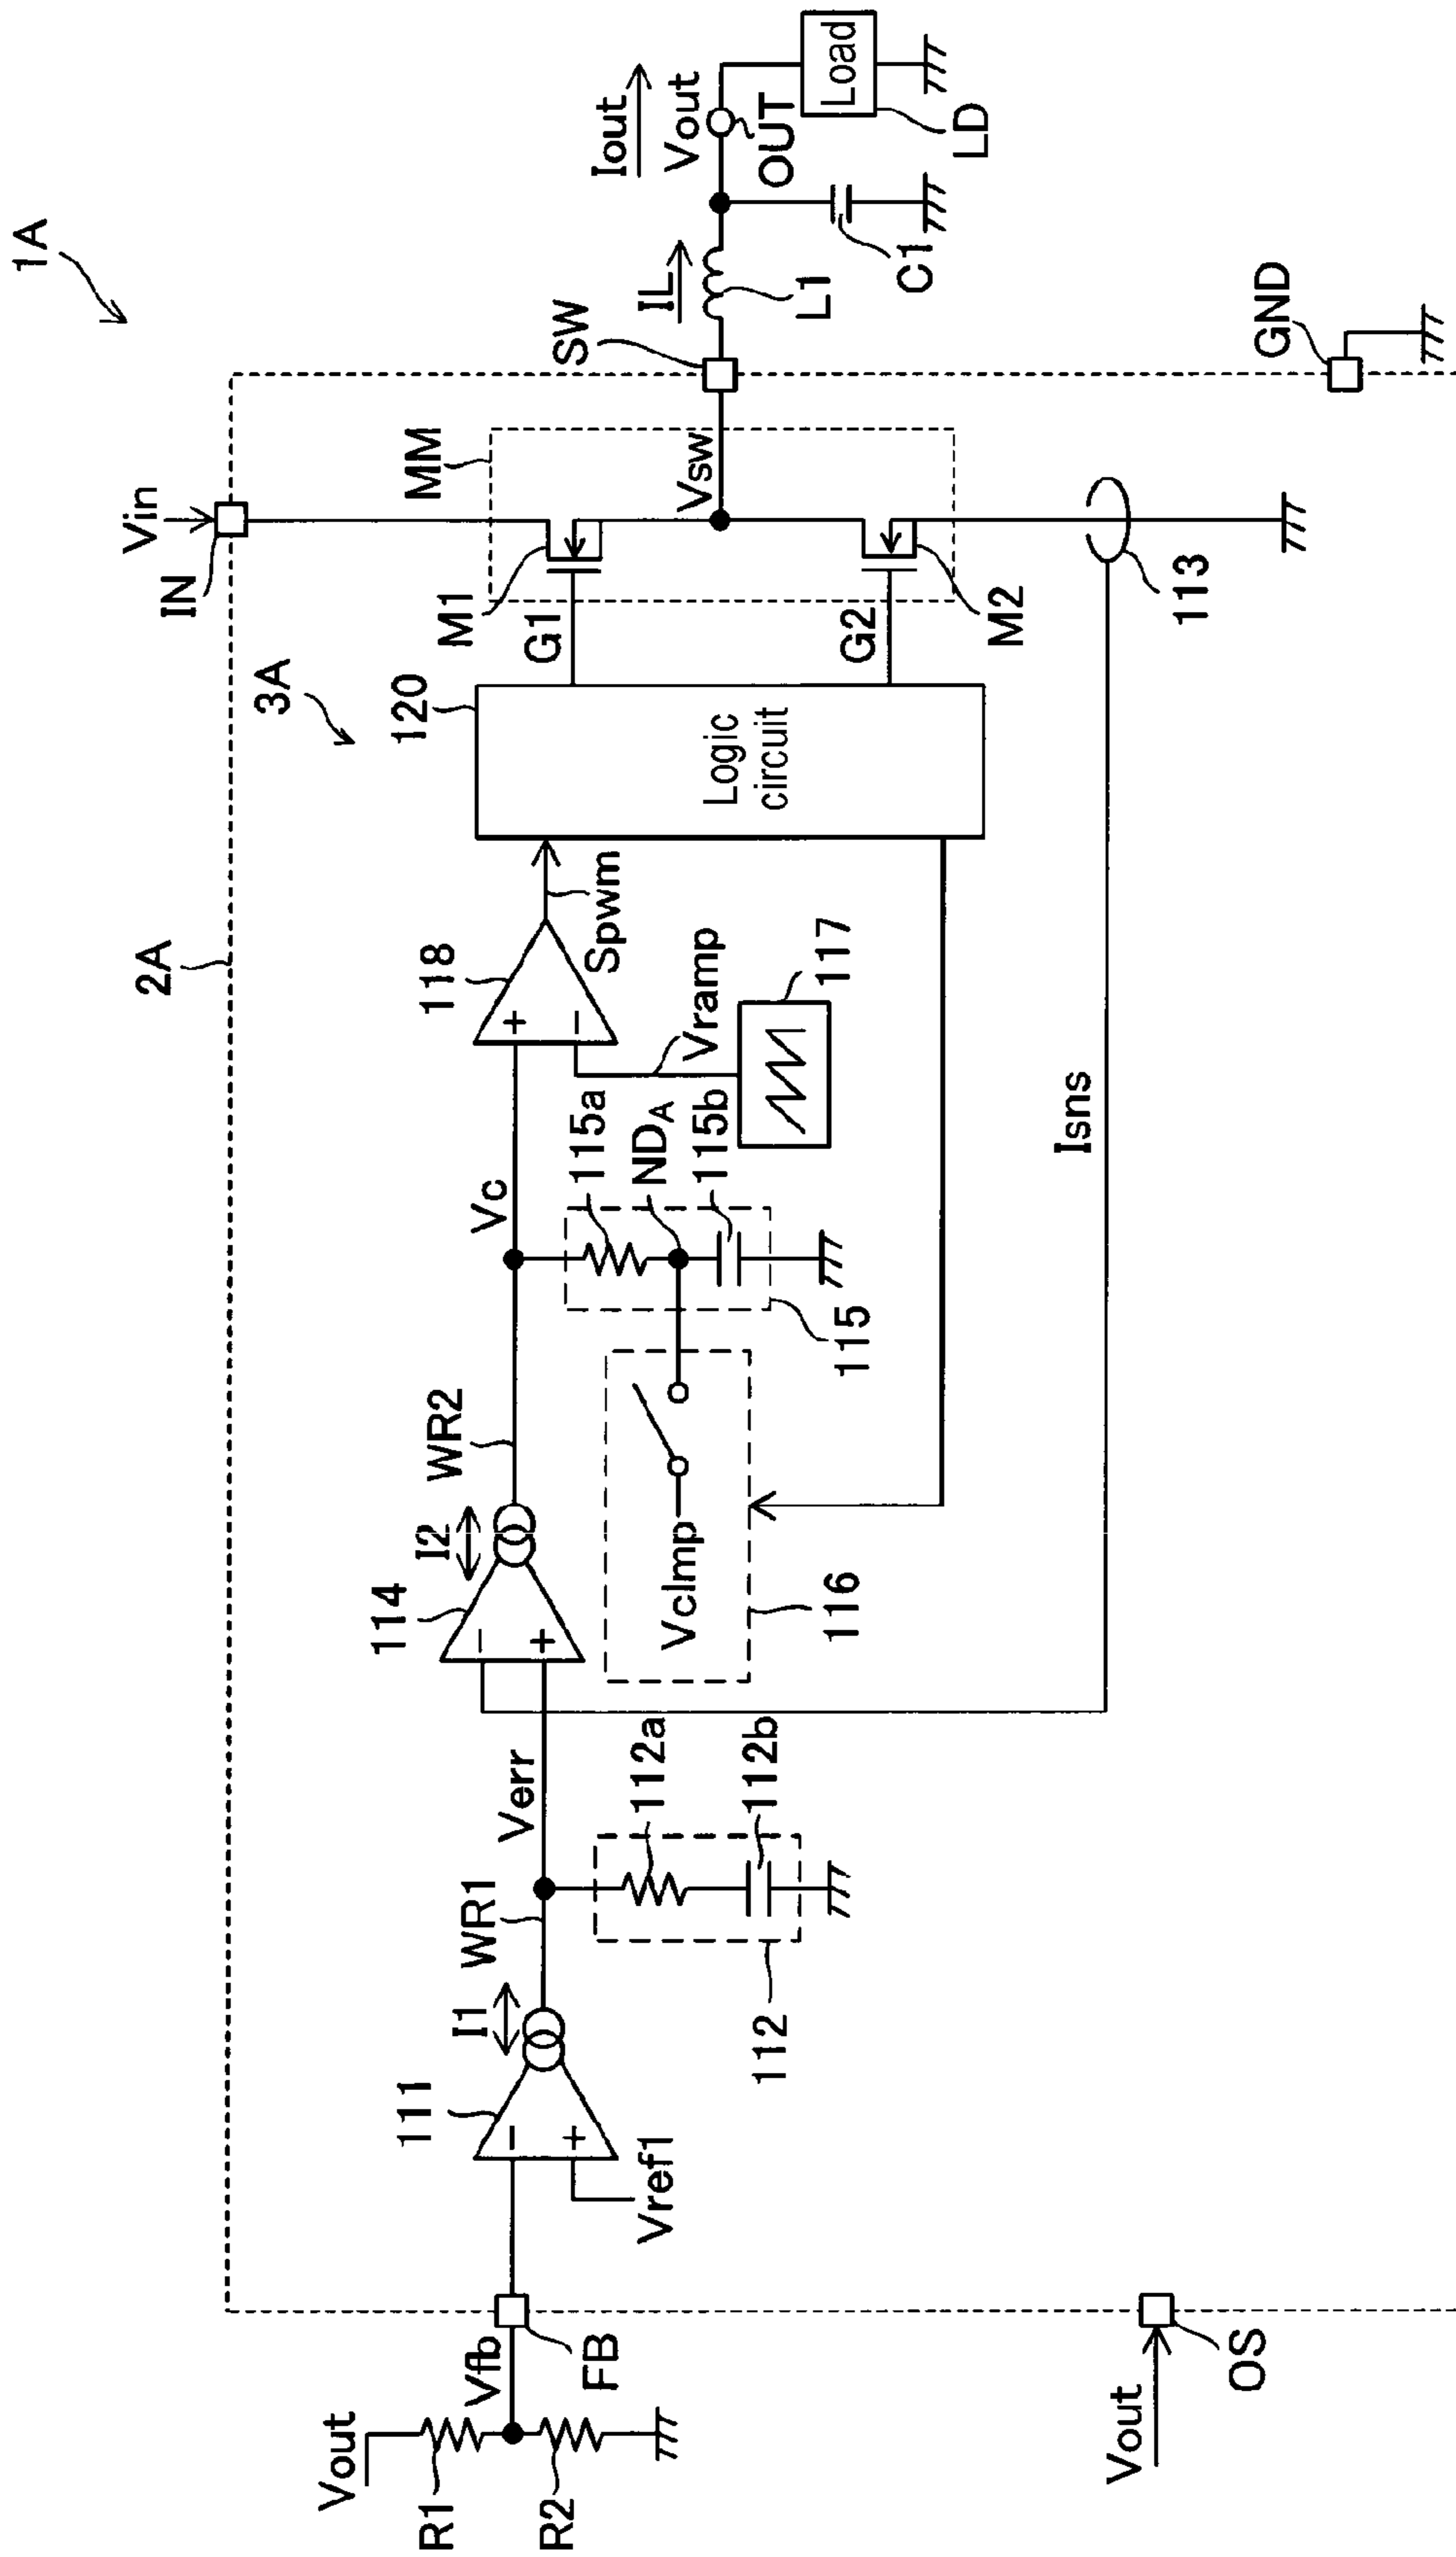 1A
2A
Vin
IN
3A
MM
M1
G1
120
Logic
circuit
G2
M2
113
Vsw
SW
IL
L1
Iout
Vout
OUT
C1
Load
LD
GND
118
Spwm
Vramp
117
+
−
Vc
115a
NDA
115b
115
WR2
I2
114
−
+
Vclmp
116
Isns
Verr
WR1
112a
112b
112
I1
111
−
+
Vref1
Vfb
FB
Vout
R1
R2
Vout
OS